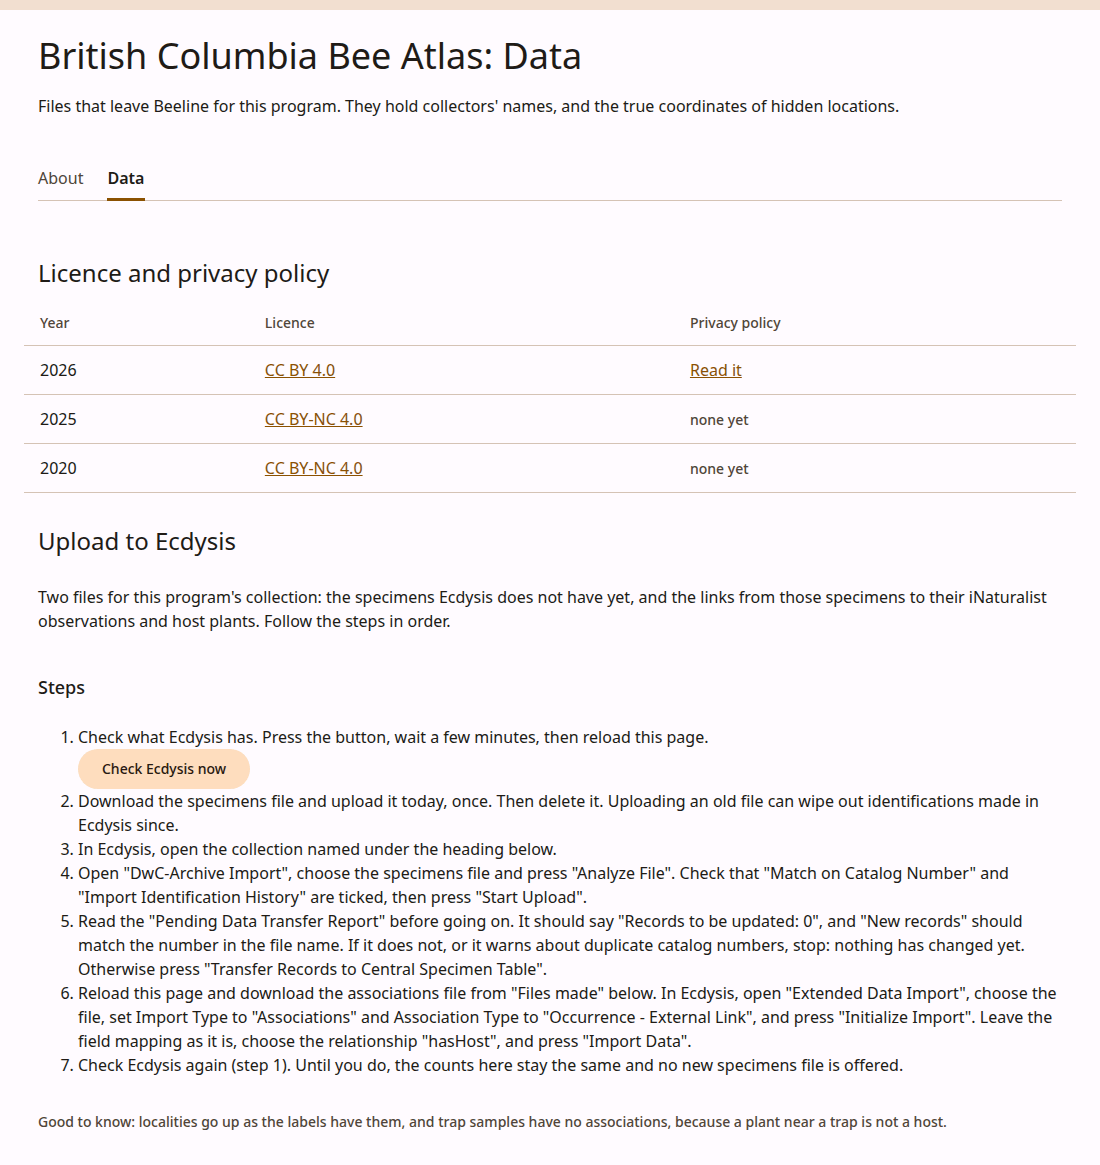 British Columbia Bee Atlas: Data
Files that leave Beeline for this program. They hold collectors' names, and the true coordinates of hidden locations.
About Data
Licence and privacy policy
Year Licence Privacy policy
2026 CC BY 4.0 Read it
2025 CC BY-NC 4.0 none yet
2020 CC BY-NC 4.0 none yet
Upload to Ecdysis
Two files for this program's collection: the specimens Ecdysis does not have yet, and the links from those specimens to their iNaturalist
observations and host plants. Follow the steps in order.
Steps
1. Check what Ecdysis has. Press the button, wait a few minutes, then reload this page.
Check Ecdysis now
2. Download the specimens file and upload it today, once. Then delete it. Uploading an old file can wipe out identifications made in
Ecdysis since.
3. In Ecdysis, open the collection named under the heading below.
4. Open "DwC-Archive Import", choose the specimens file and press "Analyze File". Check that "Match on Catalog Number" and
"Import Identification History" are ticked, then press "Start Upload".
5. Read the "Pending Data Transfer Report" before going on. It should say "Records to be updated: 0", and "New records" should
match the number in the file name. If it does not, or it warns about duplicate catalog numbers, stop: nothing has changed yet.
Otherwise press "Transfer Records to Central Specimen Table".
6. Reload this page and download the associations file from "Files made" below. In Ecdysis, open "Extended Data Import", choose the
file, set Import Type to "Associations" and Association Type to "Occurrence - External Link", and press "Initialize Import". Leave the
field mapping as it is, choose the relationship "hasHost", and press "Import Data".
7. Check Ecdysis again (step 1). Until you do, the counts here stay the same and no new specimens file is offered.
Good to know: localities go up as the labels have them, and trap samples have no associations, because a plant near a trap is not a host.